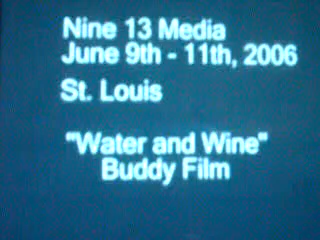 Nine 13 Media
June 9th - 11th, 2006
St. Louis
"Water and Wine"
Buddy Film